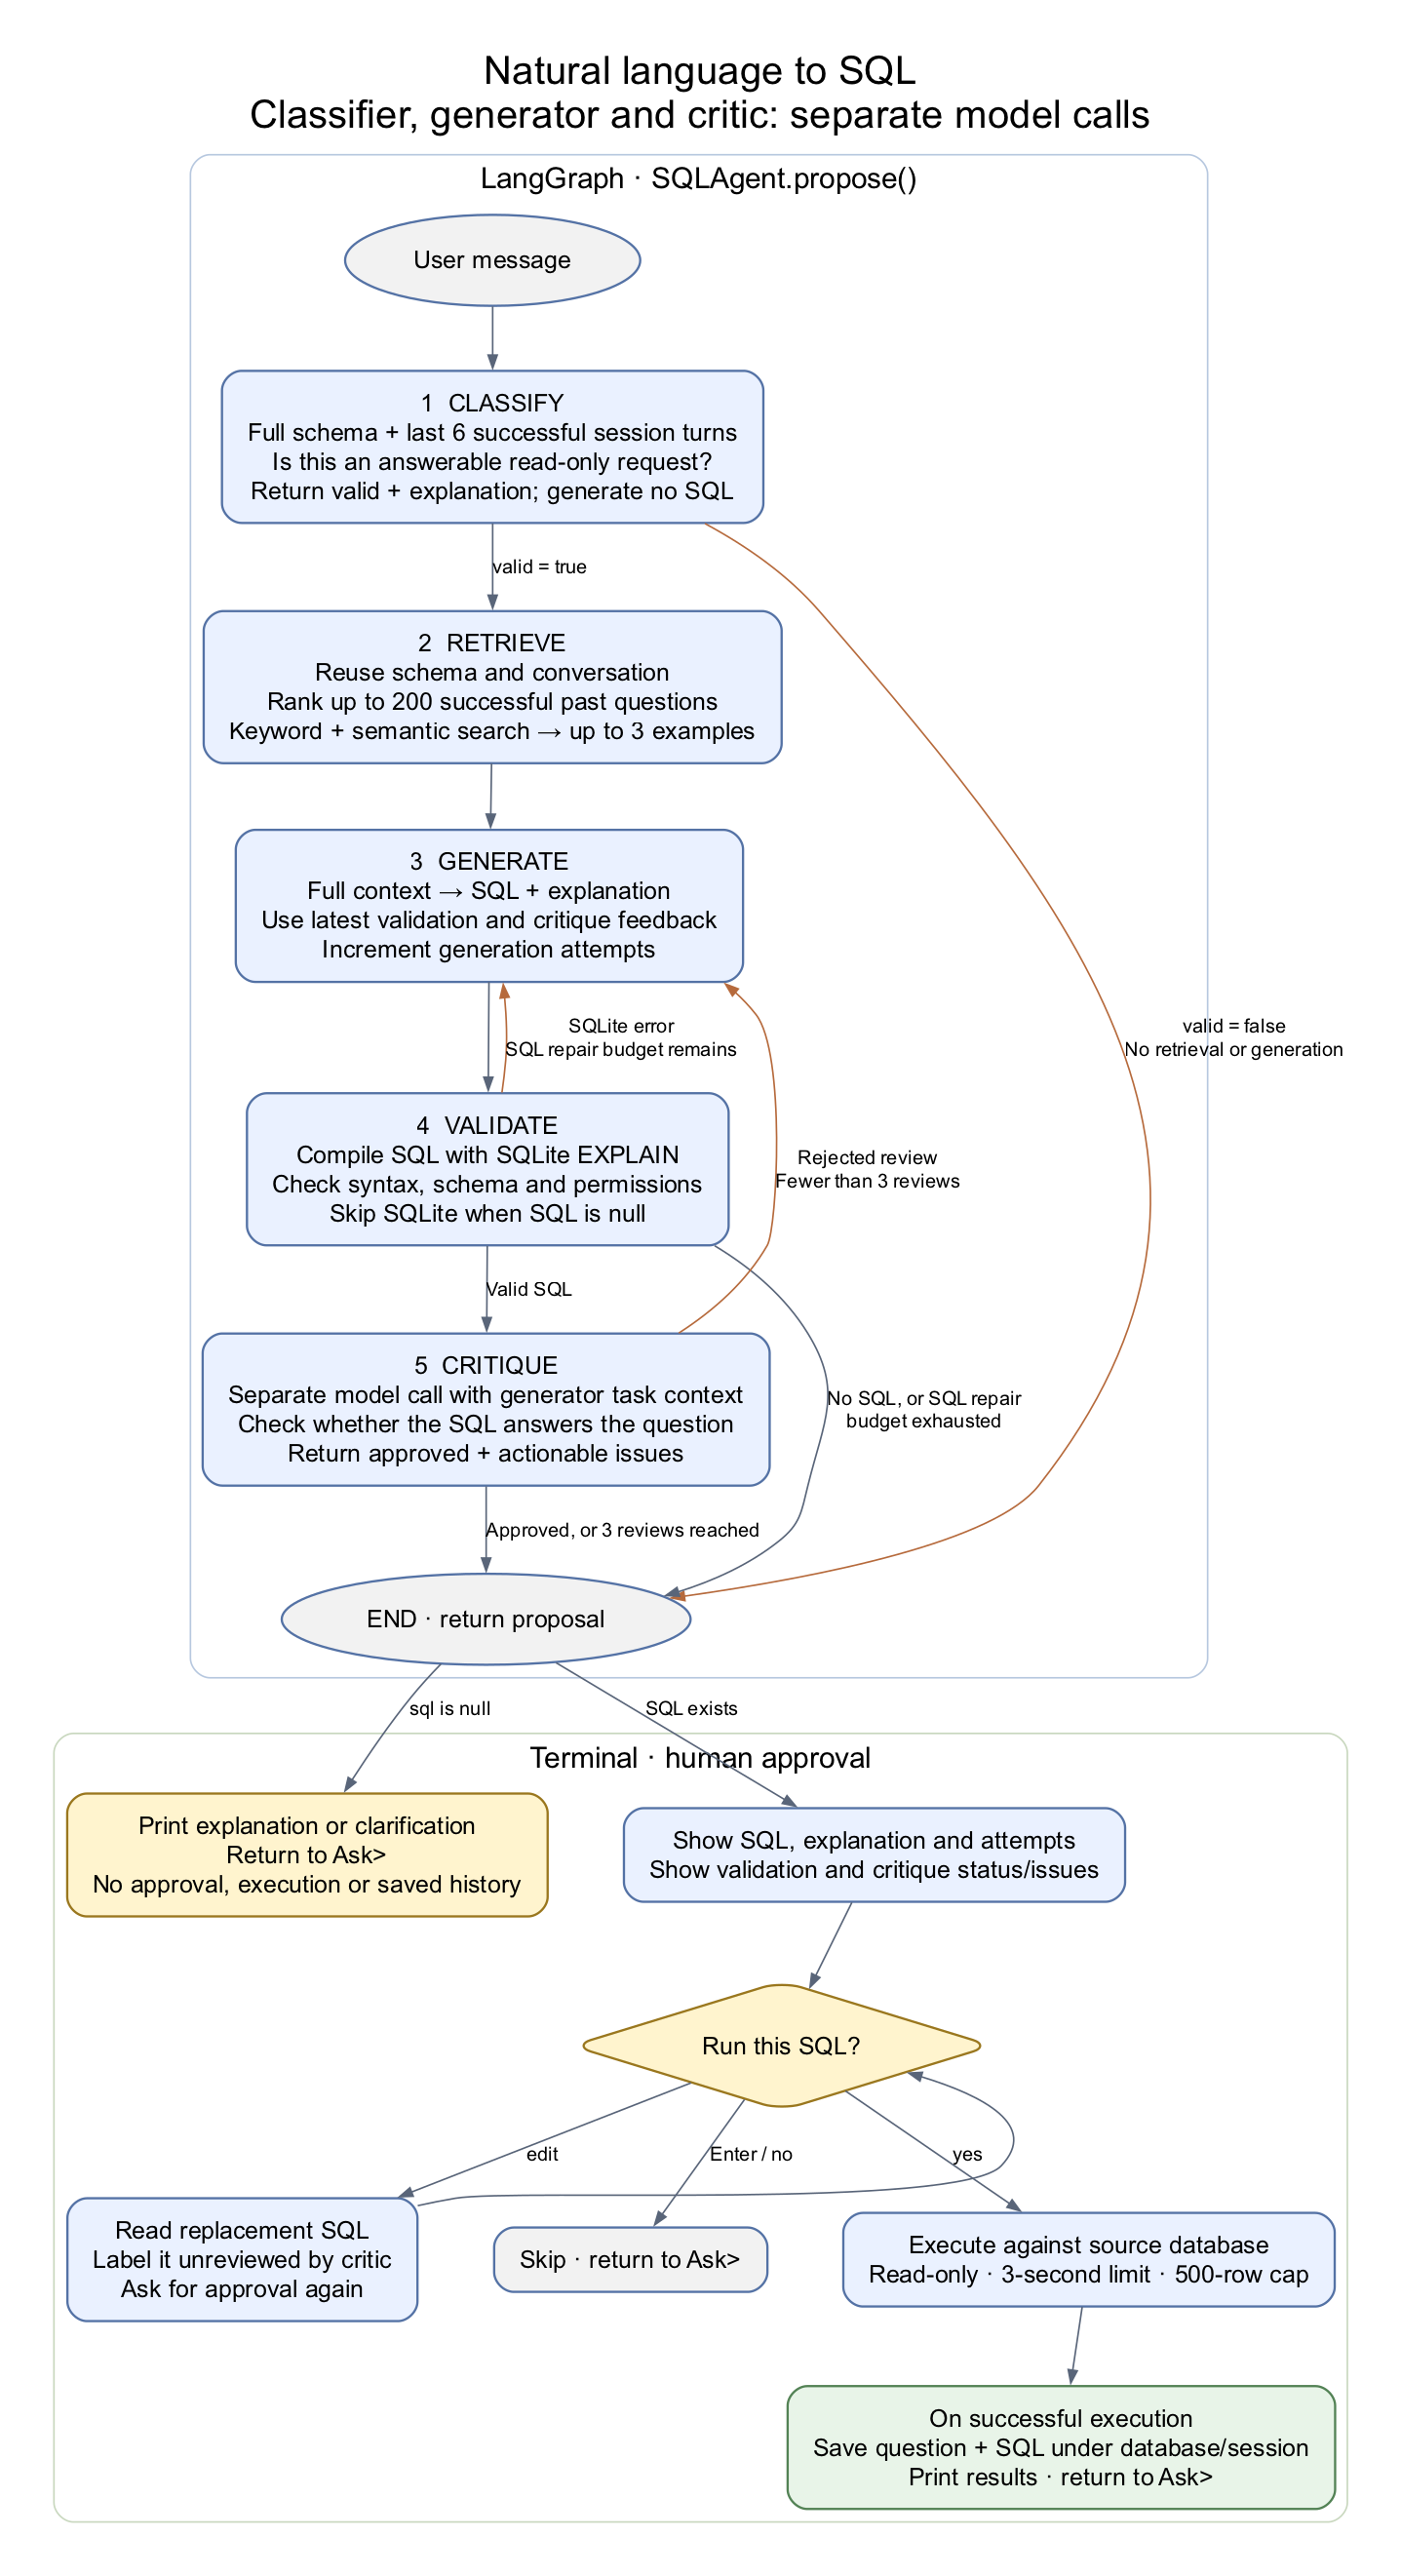 Natural language to SQL
Classifier, generator and critic: separate model calls
LangGraph · SQLAgent.propose()
User message
1  CLASSIFY
Full schema + last 6 successful session turns
Is this an answerable read-only request?
Return valid + explanation; generate no SQL
valid = true
2  RETRIEVE
Reuse schema and conversation
Rank up to 200 successful past questions
Keyword + semantic search → up to 3 examples
3  GENERATE
Full context → SQL + explanation
Use latest validation and critique feedback
Increment generation attempts
SQLite error
SQL repair budget remains
valid = false
No retrieval or generation
4  VALIDATE
Compile SQL with SQLite EXPLAIN
Check syntax, schema and permissions
Skip SQLite when SQL is null
Rejected review
Fewer than 3 reviews
Valid SQL
5  CRITIQUE
Separate model call with generator task context
Check whether the SQL answers the question
Return approved + actionable issues
No SQL, or SQL repair
budget exhausted
Approved, or 3 reviews reached
END · return proposal
sql is null
SQL exists
Terminal · human approval
Print explanation or clarification
Return to Ask>
No approval, execution or saved history
Show SQL, explanation and attempts
Show validation and critique status/issues
Run this SQL?
edit
Enter / no
yes
Read replacement SQL
Label it unreviewed by critic
Ask for approval again
Skip · return to Ask>
Execute against source database
Read-only · 3-second limit · 500-row cap
On successful execution
Save question + SQL under database/session
Print results · return to Ask>